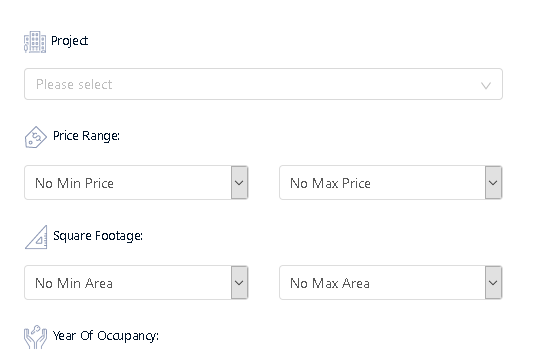 Project
Please select
Price Range:
No Min Price No Max Price
Square Footage:
No Min Area No Max Area
Year Of Occupancy: